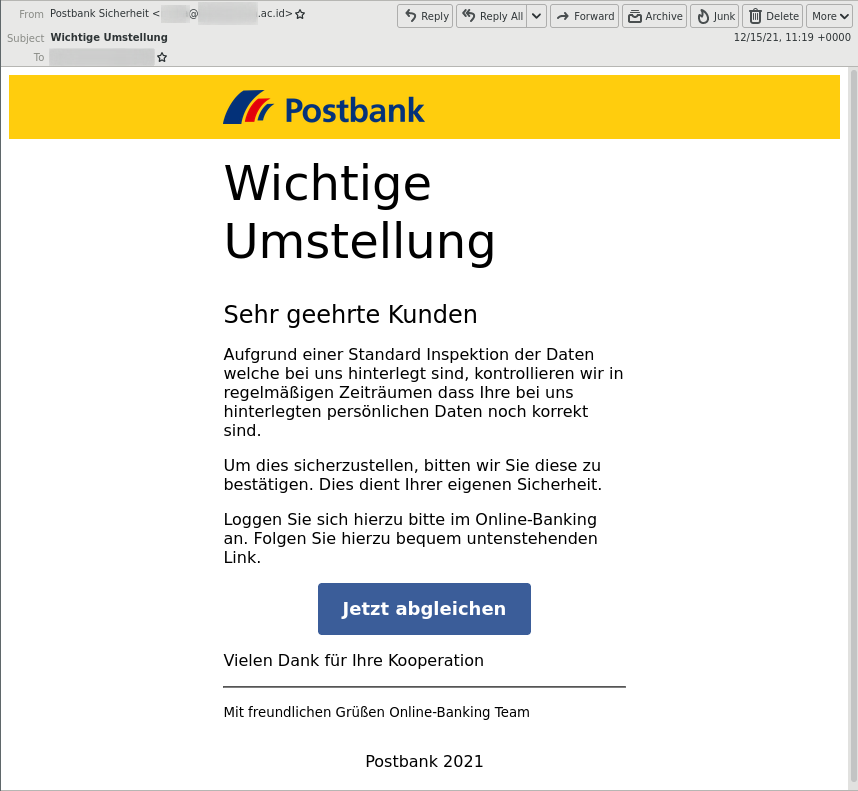 From Postbank Sicherheit < @ .ac.id>
Reply Reply All Forward Archive Junk Delete More
Subject Wichtige Umstellung
12/15/21, 11:19 +0000
To
Postbank
Wichtige
Umstellung
Sehr geehrte Kunden
Aufgrund einer Standard Inspektion der Daten
welche bei uns hinterlegt sind, kontrollieren wir in
regelmäßigen Zeiträumen dass Ihre bei uns
hinterlegten persönlichen Daten noch korrekt
sind.
Um dies sicherzustellen, bitten wir Sie diese zu
bestätigen. Dies dient Ihrer eigenen Sicherheit.
Loggen Sie sich hierzu bitte im Online-Banking
an. Folgen Sie hierzu bequem untenstehenden
Link.
Jetzt abgleichen
Vielen Dank für Ihre Kooperation
Mit freundlichen Grüßen Online-Banking Team
Postbank 2021